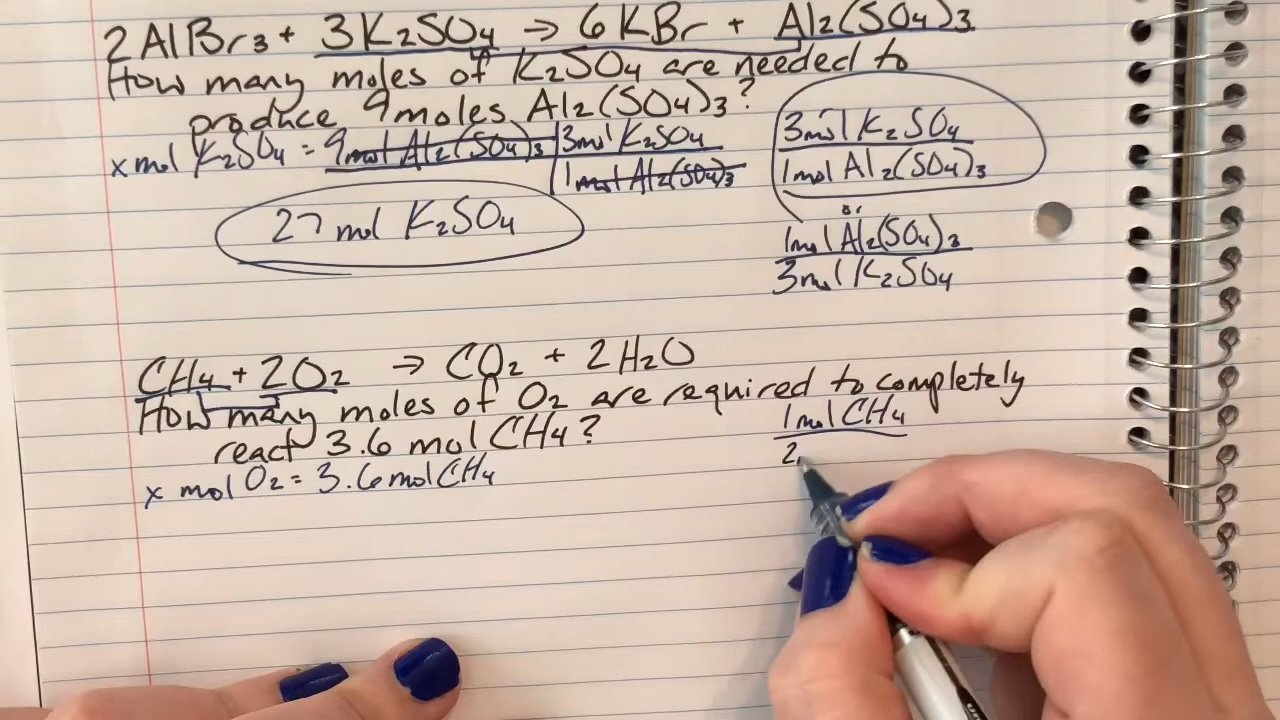 2AlBr3 + 3K2SO4 → 6KBr + Al2(SO4)3
How many moles of K2SO4 are needed to
produce 9 moles Al2(SO4)3?
x mol K2SO4 = 9 mol Al2(SO4)3 | 3 mol K2SO4
1 mol Al2(SO4)3
27 mol K2SO4
3 mol K2SO4
1 mol Al2(SO4)3
or
1 mol Al2(SO4)3
3 mol K2SO4
CH4 + 2O2 → CO2 + 2H2O
How many moles of O2 are required to completely
react 3.6 mol CH4?
x mol O2 = 3.6 mol CH4
1 mol CH4
2